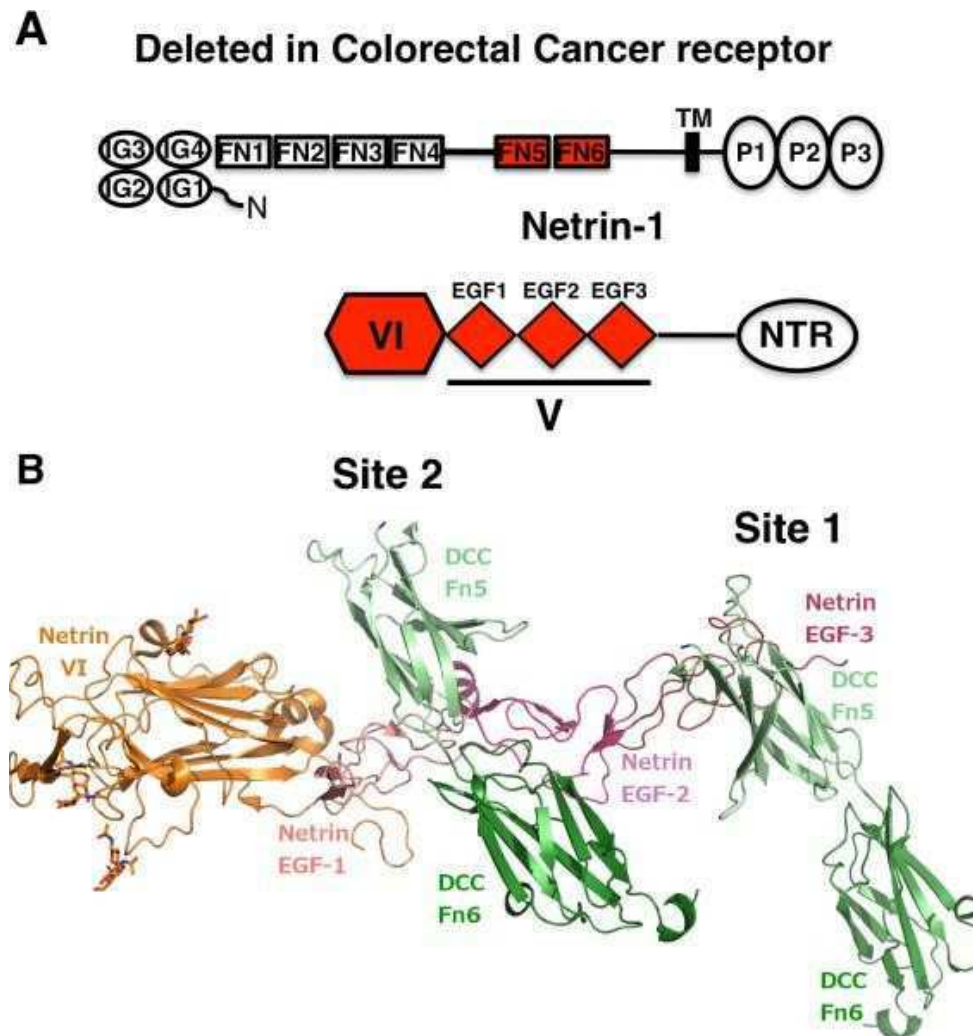 A
Deleted in Colorectal Cancer receptor
TM
IG3 IG4 FN1 FN2 FN3 FN4 FN5 FN6 P1 P2 P3
IG2 IG1 N
Netrin-1
EGF1 EGF2 EGF3
VI NTR
V
B
Site 2
Site 1
DCC
Fn5
Netrin
VI
Netrin
EGF-3
DCC
Fn5
Netrin
EGF-2
Netrin
EGF-1
DCC
Fn6
DCC
Fn6